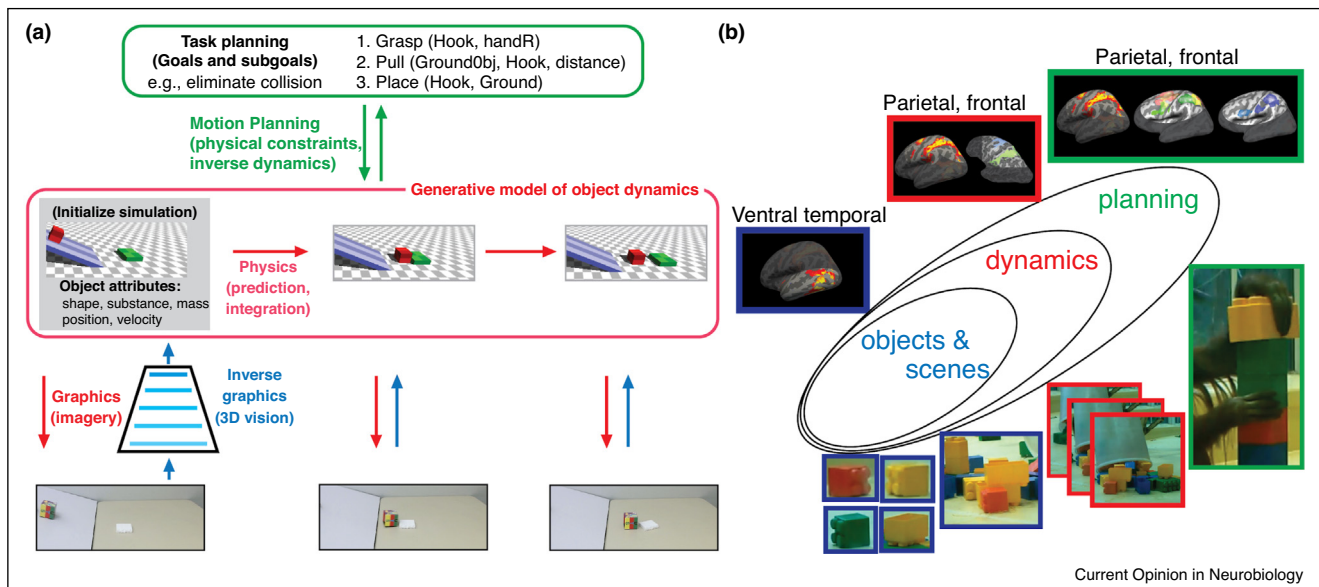 (a)
Task planning
(Goals and subgoals)
e.g., eliminate collision
1. Grasp (Hook, handR)
2. Pull (Ground0bj, Hook, distance)
3. Place (Hook, Ground)
Motion Planning
(physical constraints,
inverse dynamics)
Generative model of object dynamics
(Initialize simulation)
Object attributes:
shape, substance, mass
position, velocity
Physics
(prediction,
integration)
Graphics
(imagery)
Inverse
graphics
(3D vision)
(b)
Parietal, frontal
Parietal, frontal
Ventral temporal
planning
dynamics
objects &
scenes
Current Opinion in Neurobiology